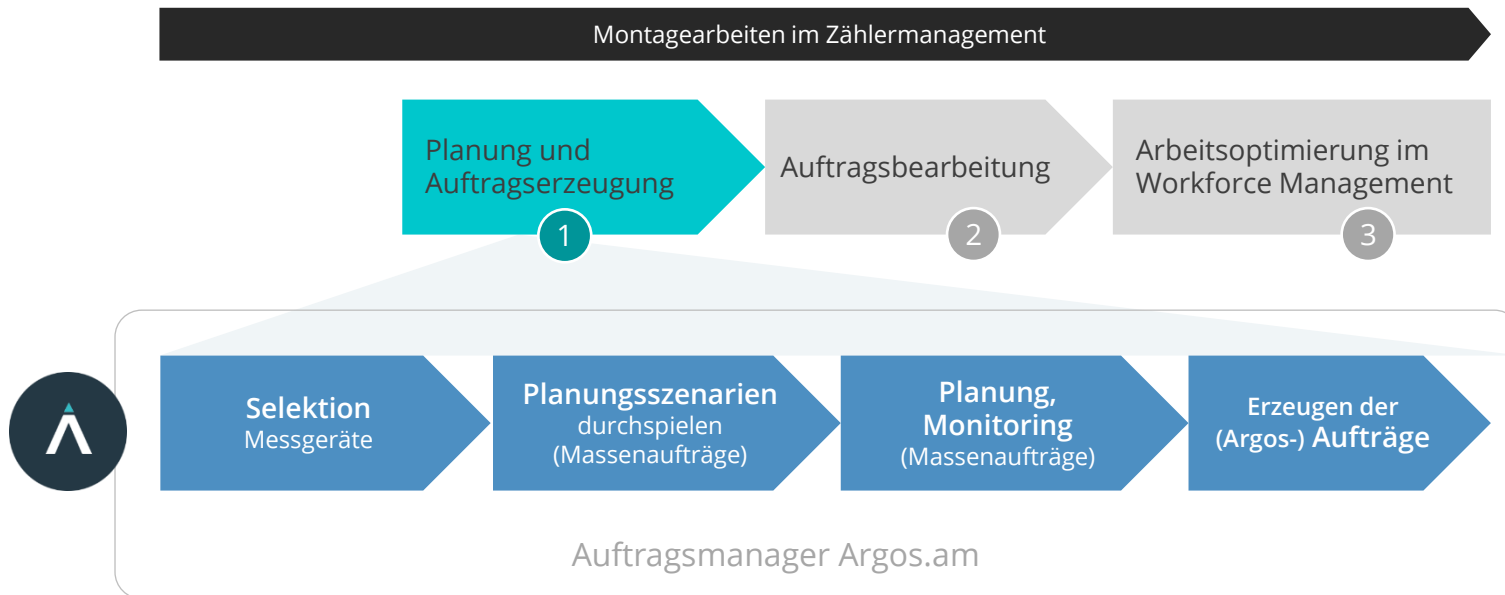 Montagearbeiten im Zählermanagement
Planung und
Auftragserzeugung
1
Auftragsbearbeitung
2
Arbeitsoptimierung im
Workforce Management
3
Selektion
Messgeräte
Planungsszenarien
durchspielen
(Massenaufträge)
Planung,
Monitoring
(Massenaufträge)
Erzeugen der
(Argos-) Aufträge
Auftragsmanager Argos.am